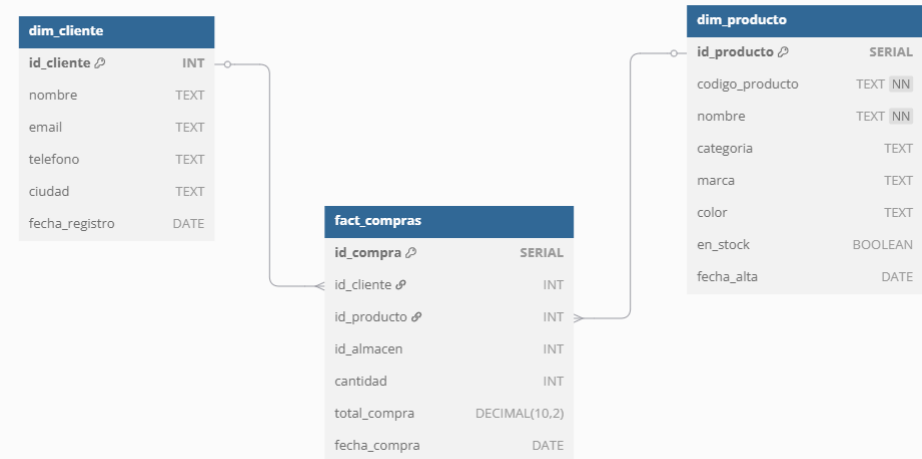 dim_cliente
id_cliente INT
nombre TEXT
email TEXT
telefono TEXT
ciudad TEXT
fecha_registro DATE
fact_compras
id_compra SERIAL
id_cliente INT
id_producto INT
id_almacen INT
cantidad INT
total_compra DECIMAL(10,2)
fecha_compra DATE
dim_producto
id_producto SERIAL
codigo_producto TEXT NN
nombre TEXT NN
categoria TEXT
marca TEXT
color TEXT
en_stock BOOLEAN
fecha_alta DATE